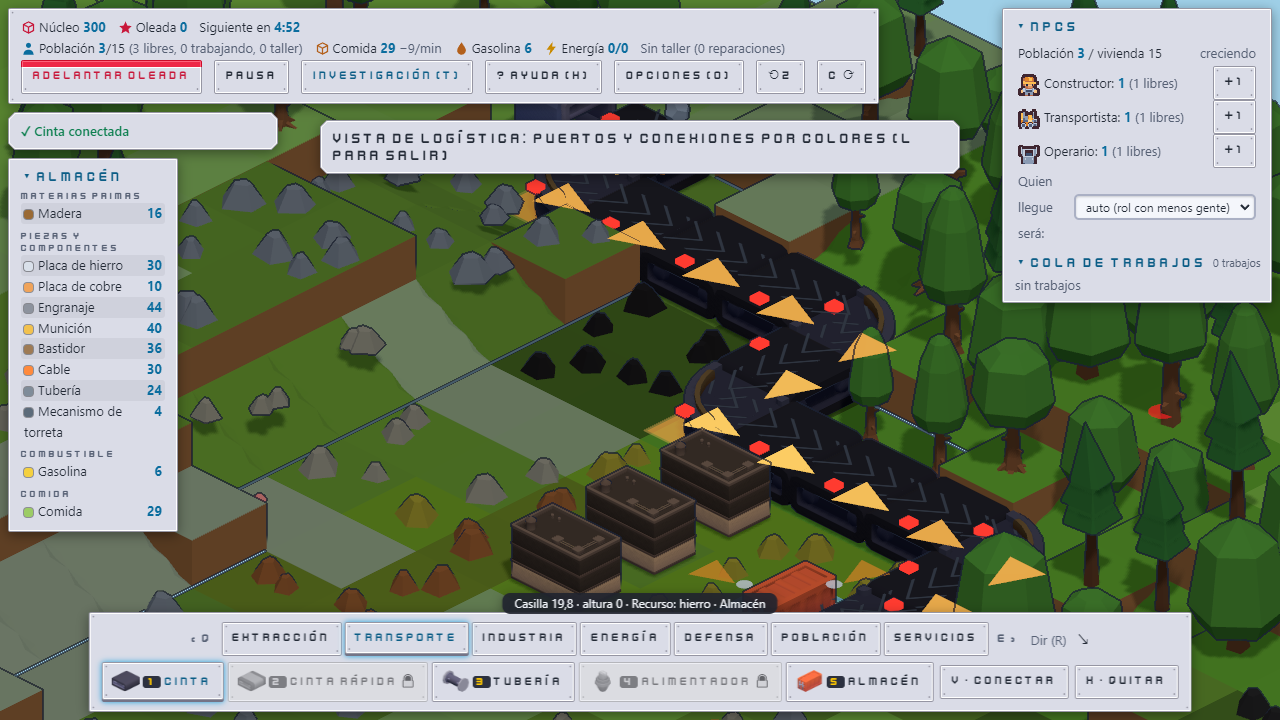 Núcleo 300 Oleada 0 Siguiente en 4:52
Población 3/15 (3 libres, 0 trabajando, 0 taller) Comida 29 −9/min Gasolina 6 Energía 0/0 Sin taller (0 reparaciones)
ADELANTAR OLEADA PAUSA INVESTIGACIÓN (T) ? AYUDA (H) OPCIONES (O) ⟲2 C ⟳
✓ Cinta conectada
VISTA DE LOGÍSTICA: PUERTOS Y CONEXIONES POR COLORES (L
PARA SALIR)
▾ ALMACÉN
MATERIAS PRIMAS
Madera 16
PIEZAS Y
COMPONENTES
Placa de hierro 30
Placa de cobre 10
Engranaje 44
Munición 40
Bastidor 36
Cable 30
Tubería 24
Mecanismo de 4
torreta
COMBUSTIBLE
Gasolina 6
COMIDA
Comida 29
▾ NPCS
Población 3 / vivienda 15 creciendo
Constructor: 1 (1 libres) +1
Transportista: 1 (1 libres) +1
Operario: 1 (1 libres) +1
Quien
llegue auto (rol con menos gente)
será:
▾ COLA DE TRABAJOS 0 trabajos
sin trabajos
Casilla 19,8 · altura 0 · Recurso: hierro · Almacén
‹ Q EXTRACCIÓN TRANSPORTE INDUSTRIA ENERGÍA DEFENSA POBLACIÓN SERVICIOS E › Dir (R) ↘
1 CINTA 2 CINTA RÁPIDA 3 TUBERÍA 4 ALIMENTADOR 5 ALMACÉN V · CONECTAR X · QUITAR